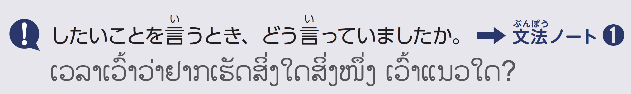 ! したいことを言うとき、どう言っていましたか。 ➡ 文法ノート ❶
ເວລາເວົ້າວ່າຢາກເຮັດສິ່ງໃດສິ່ງໜຶ່ງ ເວົ້າແນວໃດ?